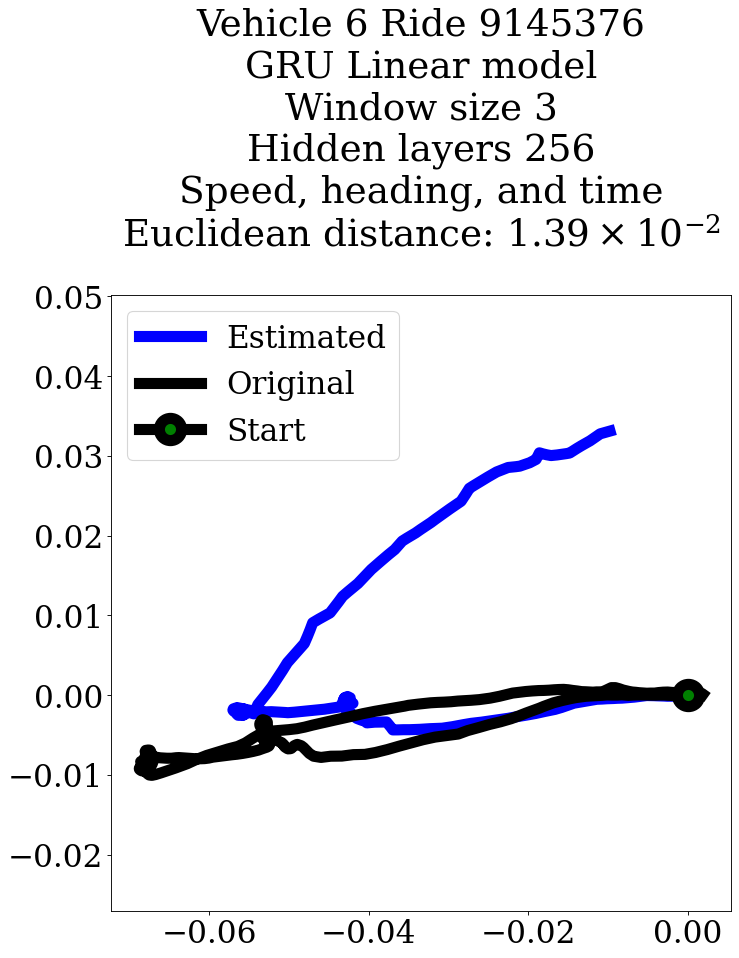 Vehicle 6 Ride 9145376
GRU Linear model
Window size 3
Hidden layers 256
Speed, heading, and time
Euclidean distance: 1.39 × 10⁻²
0.05
0.04
0.03
0.02
0.01
0.00
−0.01
−0.02
Estimated
Original
Start
−0.06 −0.04 −0.02 0.00